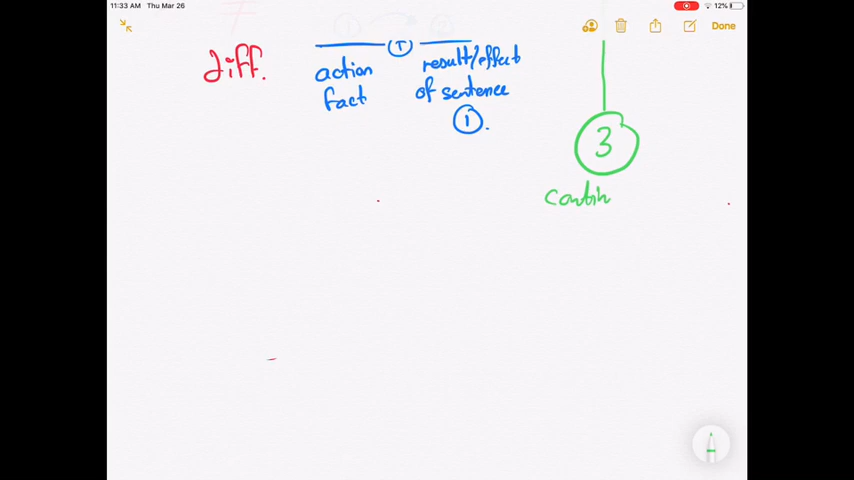 11:33 AM Thu Mar 26
12%
Done
diff.
T
action
fact
result/effect
of sentence
1.
3
contin